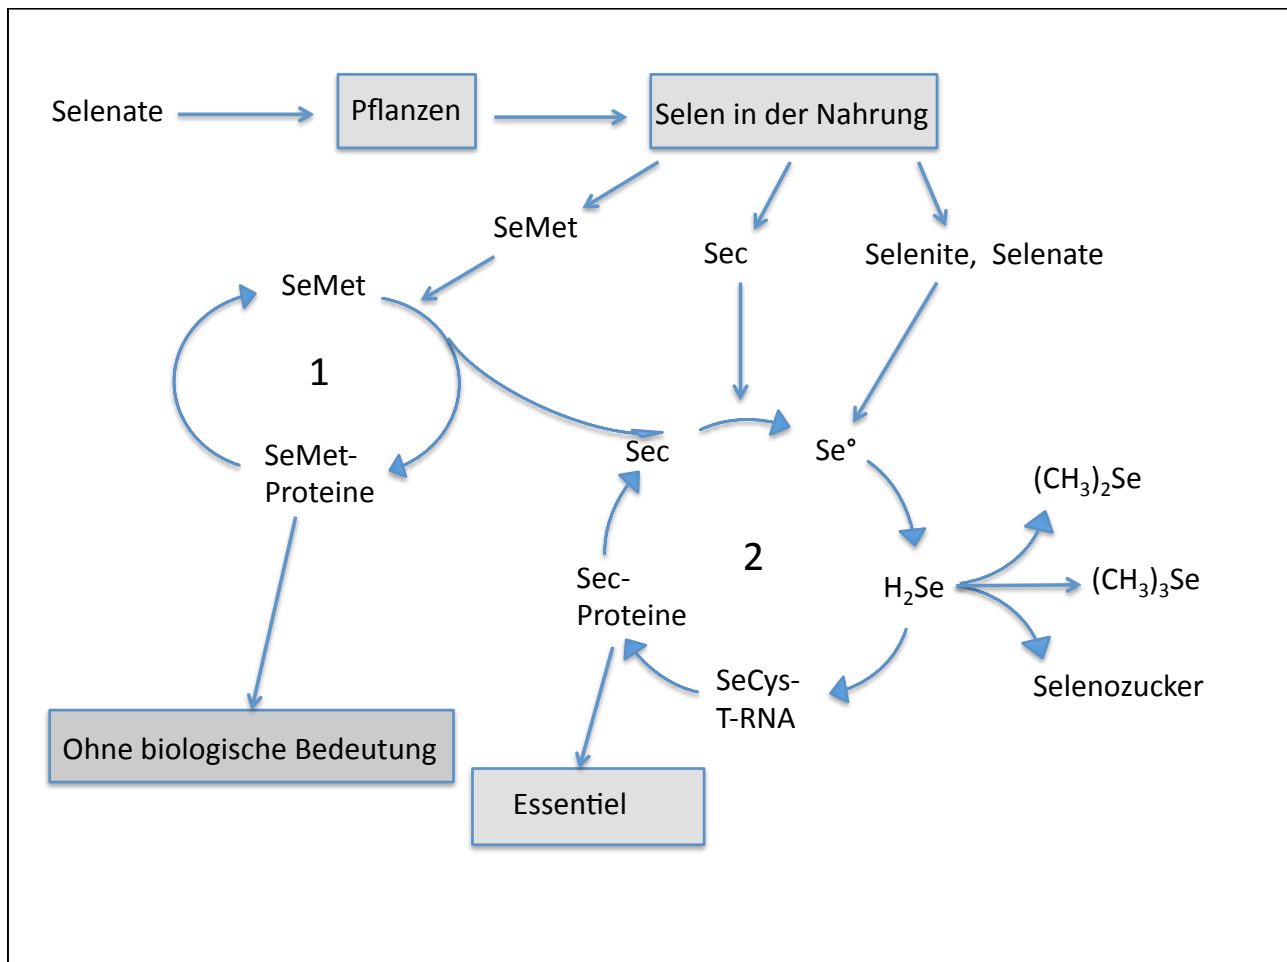 Selenate
Pflanzen
Selen in der Nahrung
SeMet
Sec
Selenite, Selenate
SeMet
1
SeMet-
Proteine
Sec
Se°
(CH₃)₂Se
2
Sec-
Proteine
H₂Se
(CH₃)₃Se
SeCys-
T-RNA
Selenozucker
Ohne biologische Bedeutung
Essentiel